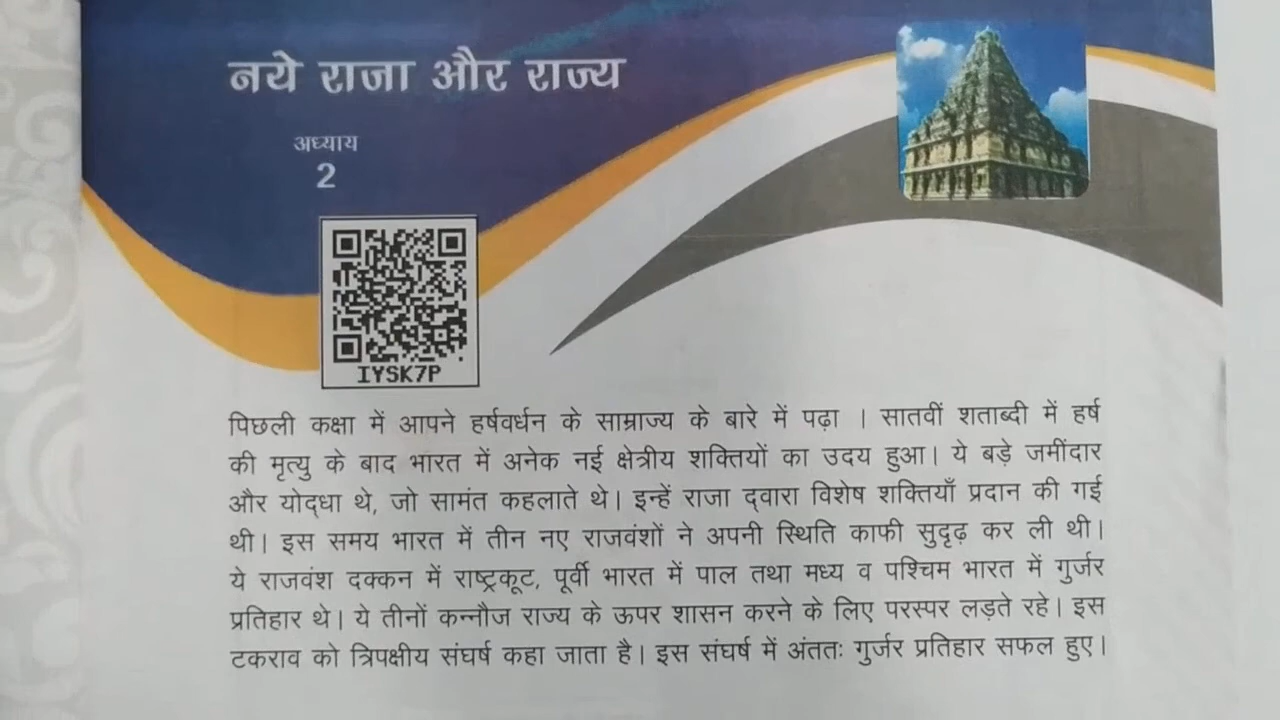 नये राजा और राज्य
अध्याय
2
IYSK7P
पिछली कक्षा में आपने हर्षवर्धन के साम्राज्य के बारे में पढ़ा । सातवीं शताब्दी में हर्ष
की मृत्यु के बाद भारत में अनेक नई क्षेत्रीय शक्तियों का उदय हुआ। ये बड़े जमींदार
और योद्धा थे, जो सामंत कहलाते थे। इन्हें राजा द्वारा विशेष शक्तियाँ प्रदान की गई
थी। इस समय भारत में तीन नए राजवंशों ने अपनी स्थिति काफी सुदृढ़ कर ली थी।
ये राजवंश दक्कन में राष्ट्रकूट, पूर्वी भारत में पाल तथा मध्य व पश्चिम भारत में गुर्जर
प्रतिहार थे। ये तीनों कन्नौज राज्य के ऊपर शासन करने के लिए परस्पर लड़ते रहे। इस
टकराव को त्रिपक्षीय संघर्ष कहा जाता है। इस संघर्ष में अंततः गुर्जर प्रतिहार सफल हुए।